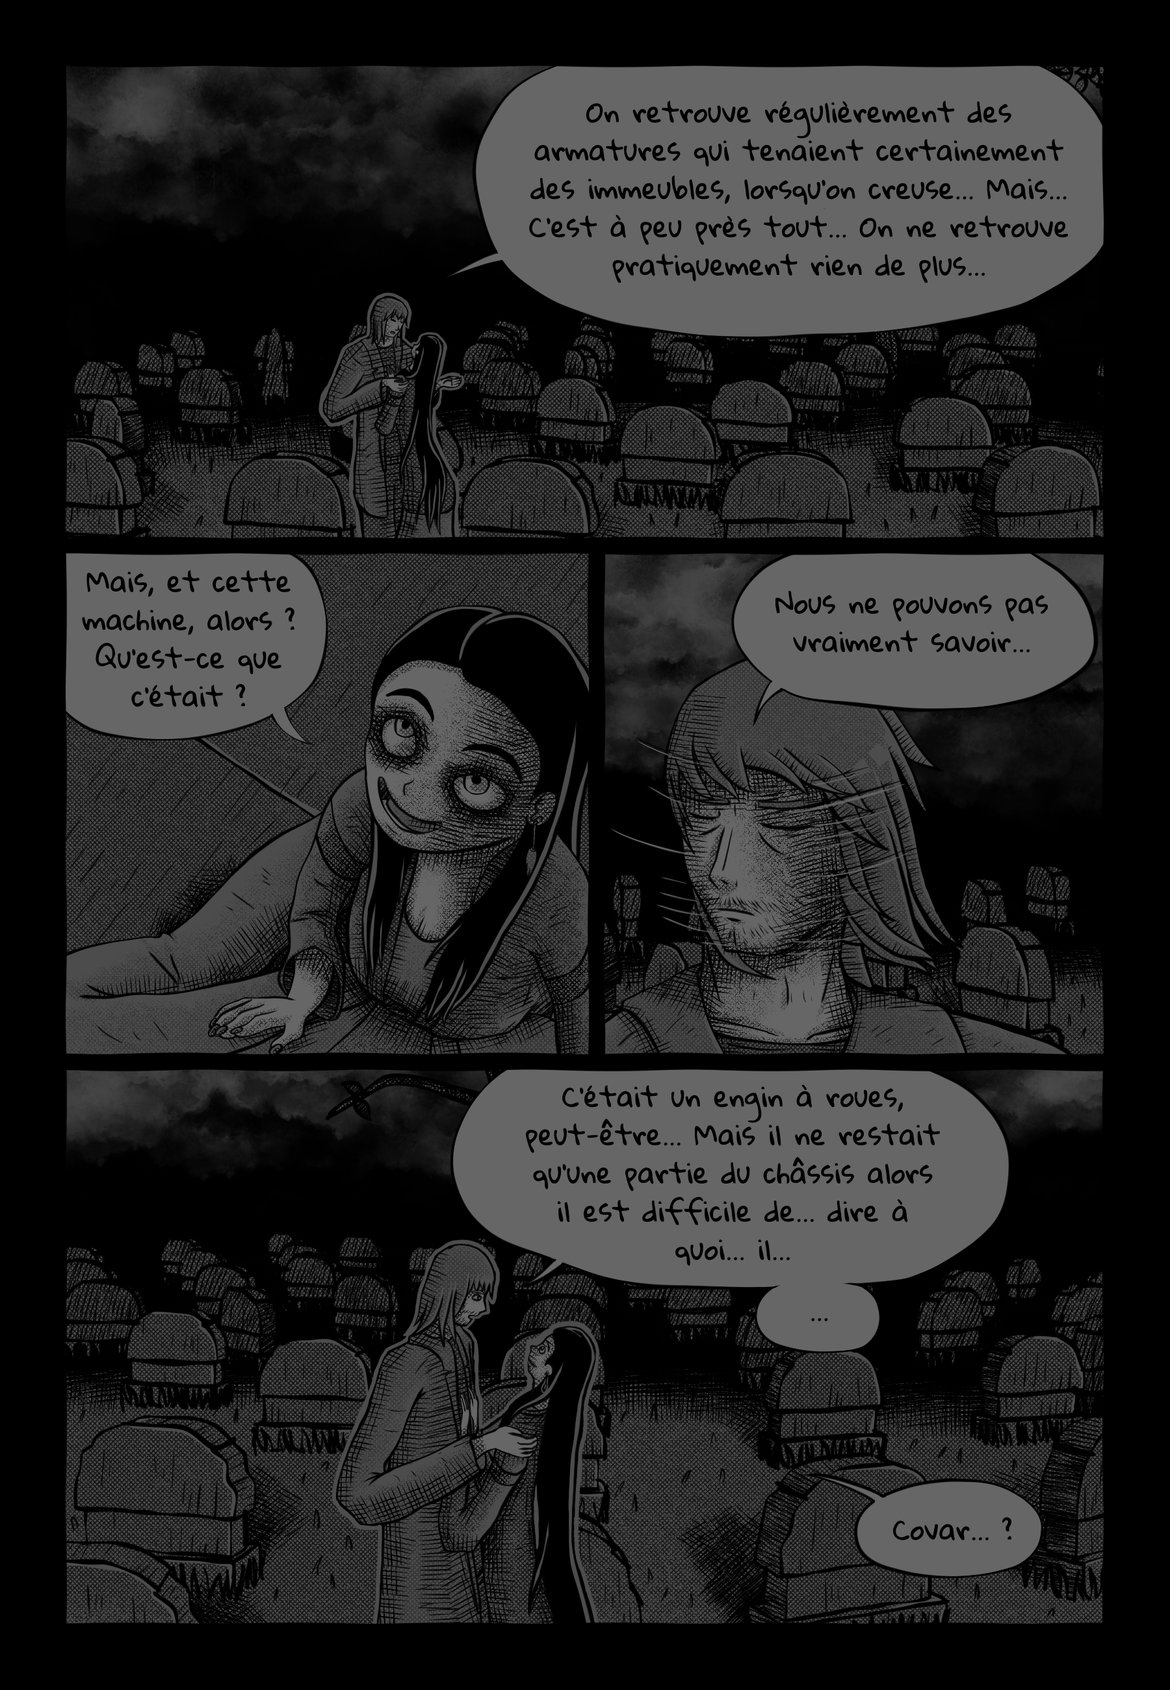 On retrouve régulièrement des
armatures qui tenaient certainement
des immeubles, lorsqu'on creuse... Mais...
C'est à peu près tout... On ne retrouve
pratiquement rien de plus...
Mais, et cette
machine, alors ?
Qu'est-ce que
c'était ?
Nous ne pouvons pas
vraiment savoir...
C'était un engin à roues,
peut-être... Mais il ne restait
qu'une partie du châssis alors
il est difficile de... dire à
quoi... il...
...
Covar... ?